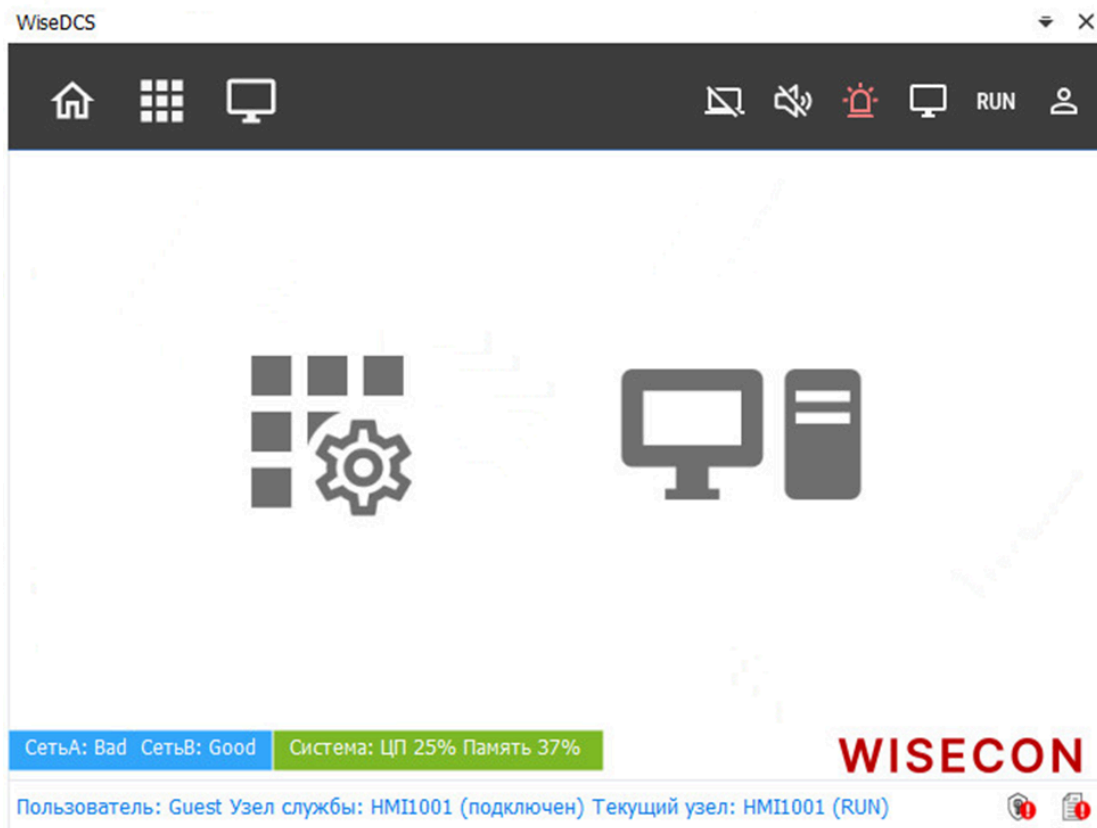 WiseDCS
RUN
СетьА: Bad СетьB: Good Система: ЦП 25% Память 37%
WISECON
Пользователь: Guest Узел службы: HMI1001 (подключен) Текущий узел: HMI1001 (RUN)